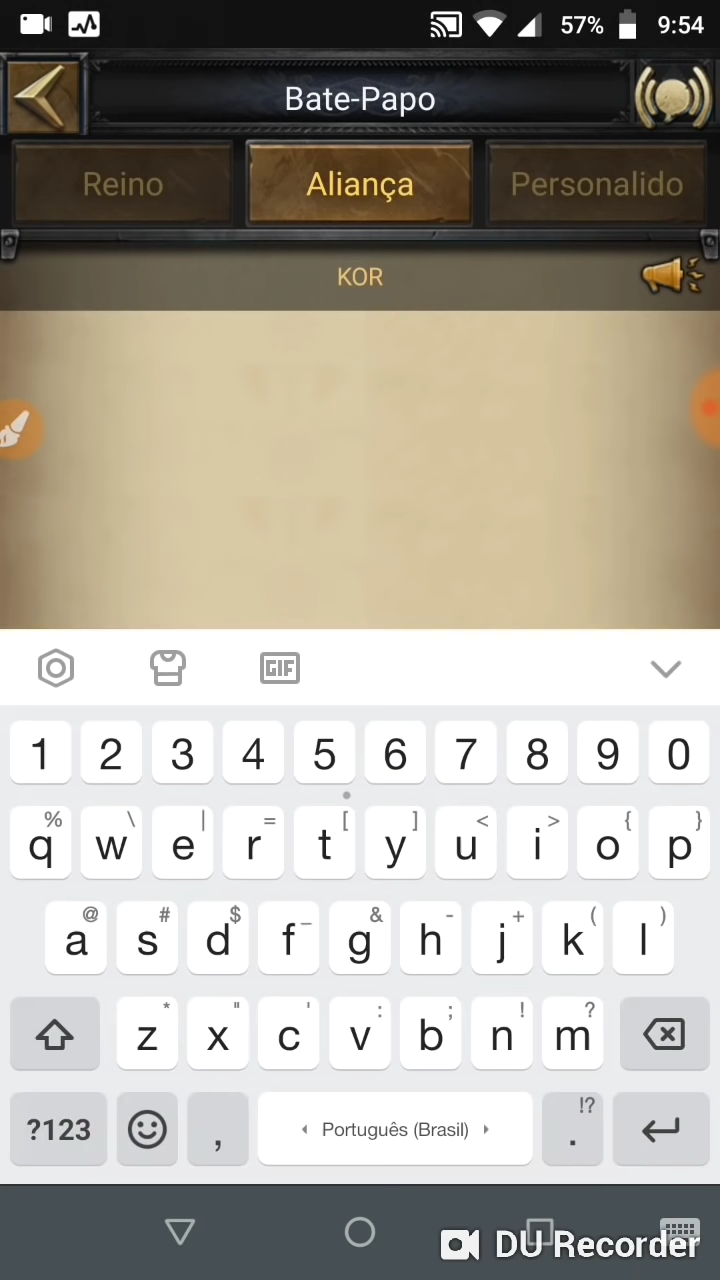 57% 9:54
Bate-Papo
Reino Aliança Personalido
KOR
GIF
1 2 3 4 5 6 7 8 9 0
% \ | = [ ] < > { }
q w e r t y u i o p
@ # $ _ & - + ( )
a s d f g h j k l
* " ' : ; ! ?
z x c v b n m
!?
?123 , Português (Brasil) .
DU Recorder